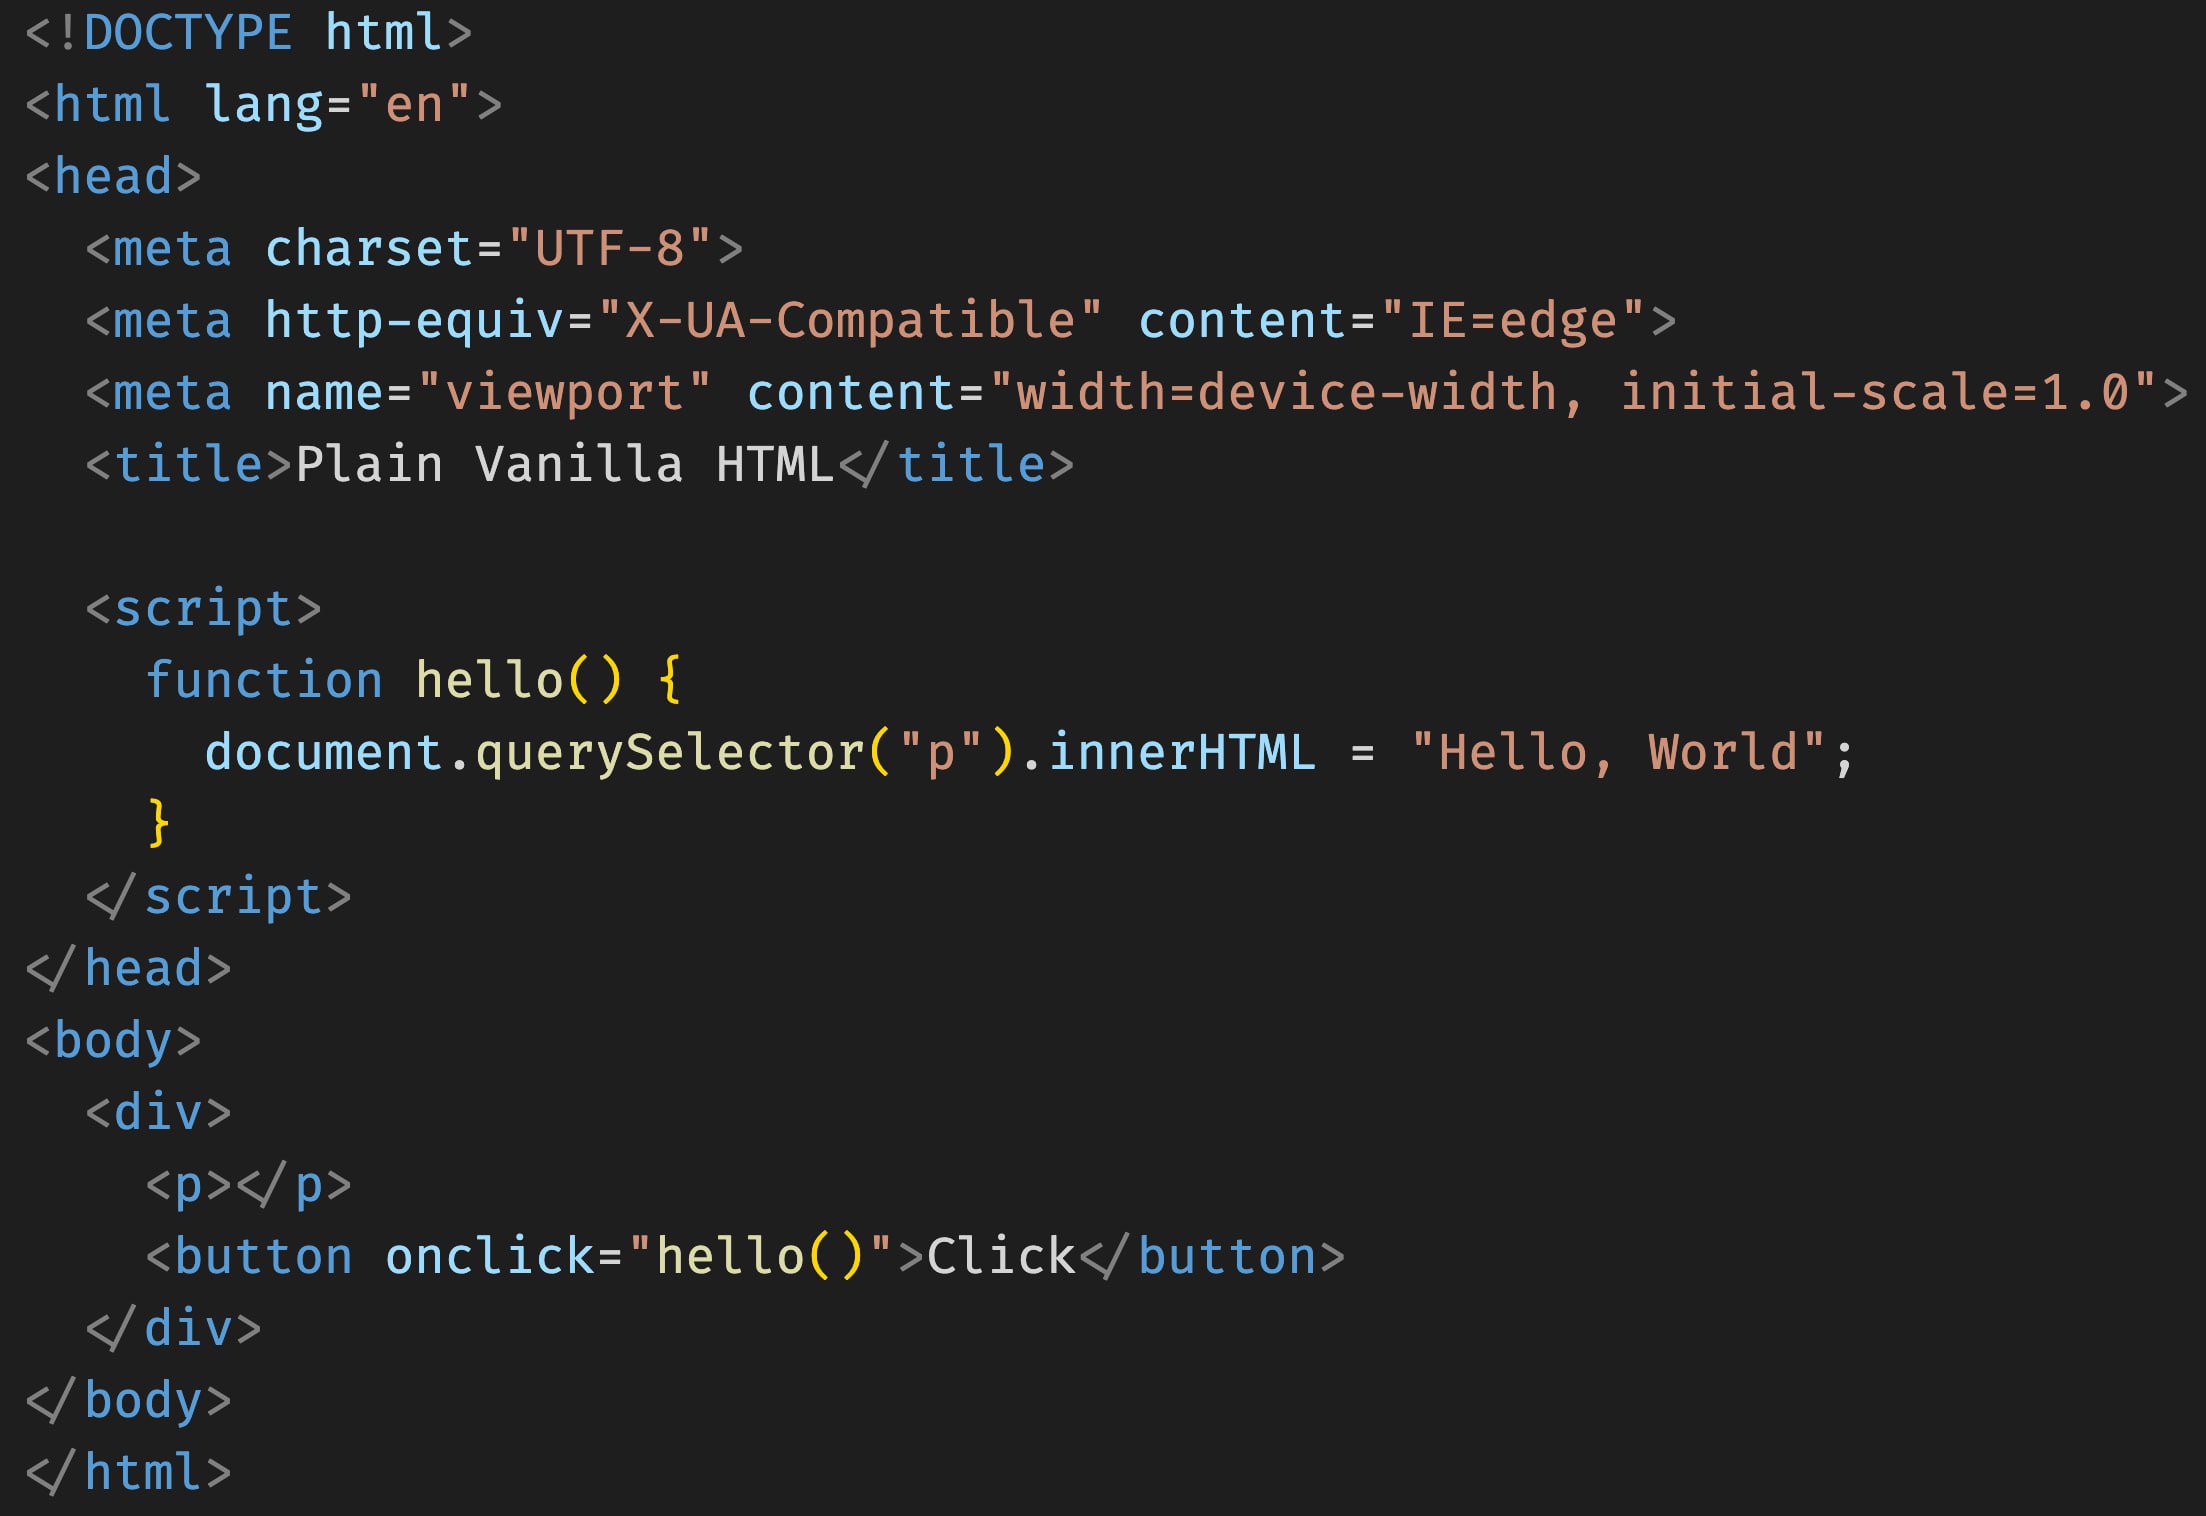 <!DOCTYPE html>
<html lang="en">
<head>
  <meta charset="UTF-8">
  <meta http-equiv="X-UA-Compatible" content="IE=edge">
  <meta name="viewport" content="width=device-width, initial-scale=1.0">
  <title>Plain Vanilla HTML</title>

  <script>
    function hello() {
      document.querySelector("p").innerHTML = "Hello, World";
    }
  </script>
</head>
<body>
  <div>
    <p></p>
    <button onclick="hello()">Click</button>
  </div>
</body>
</html>